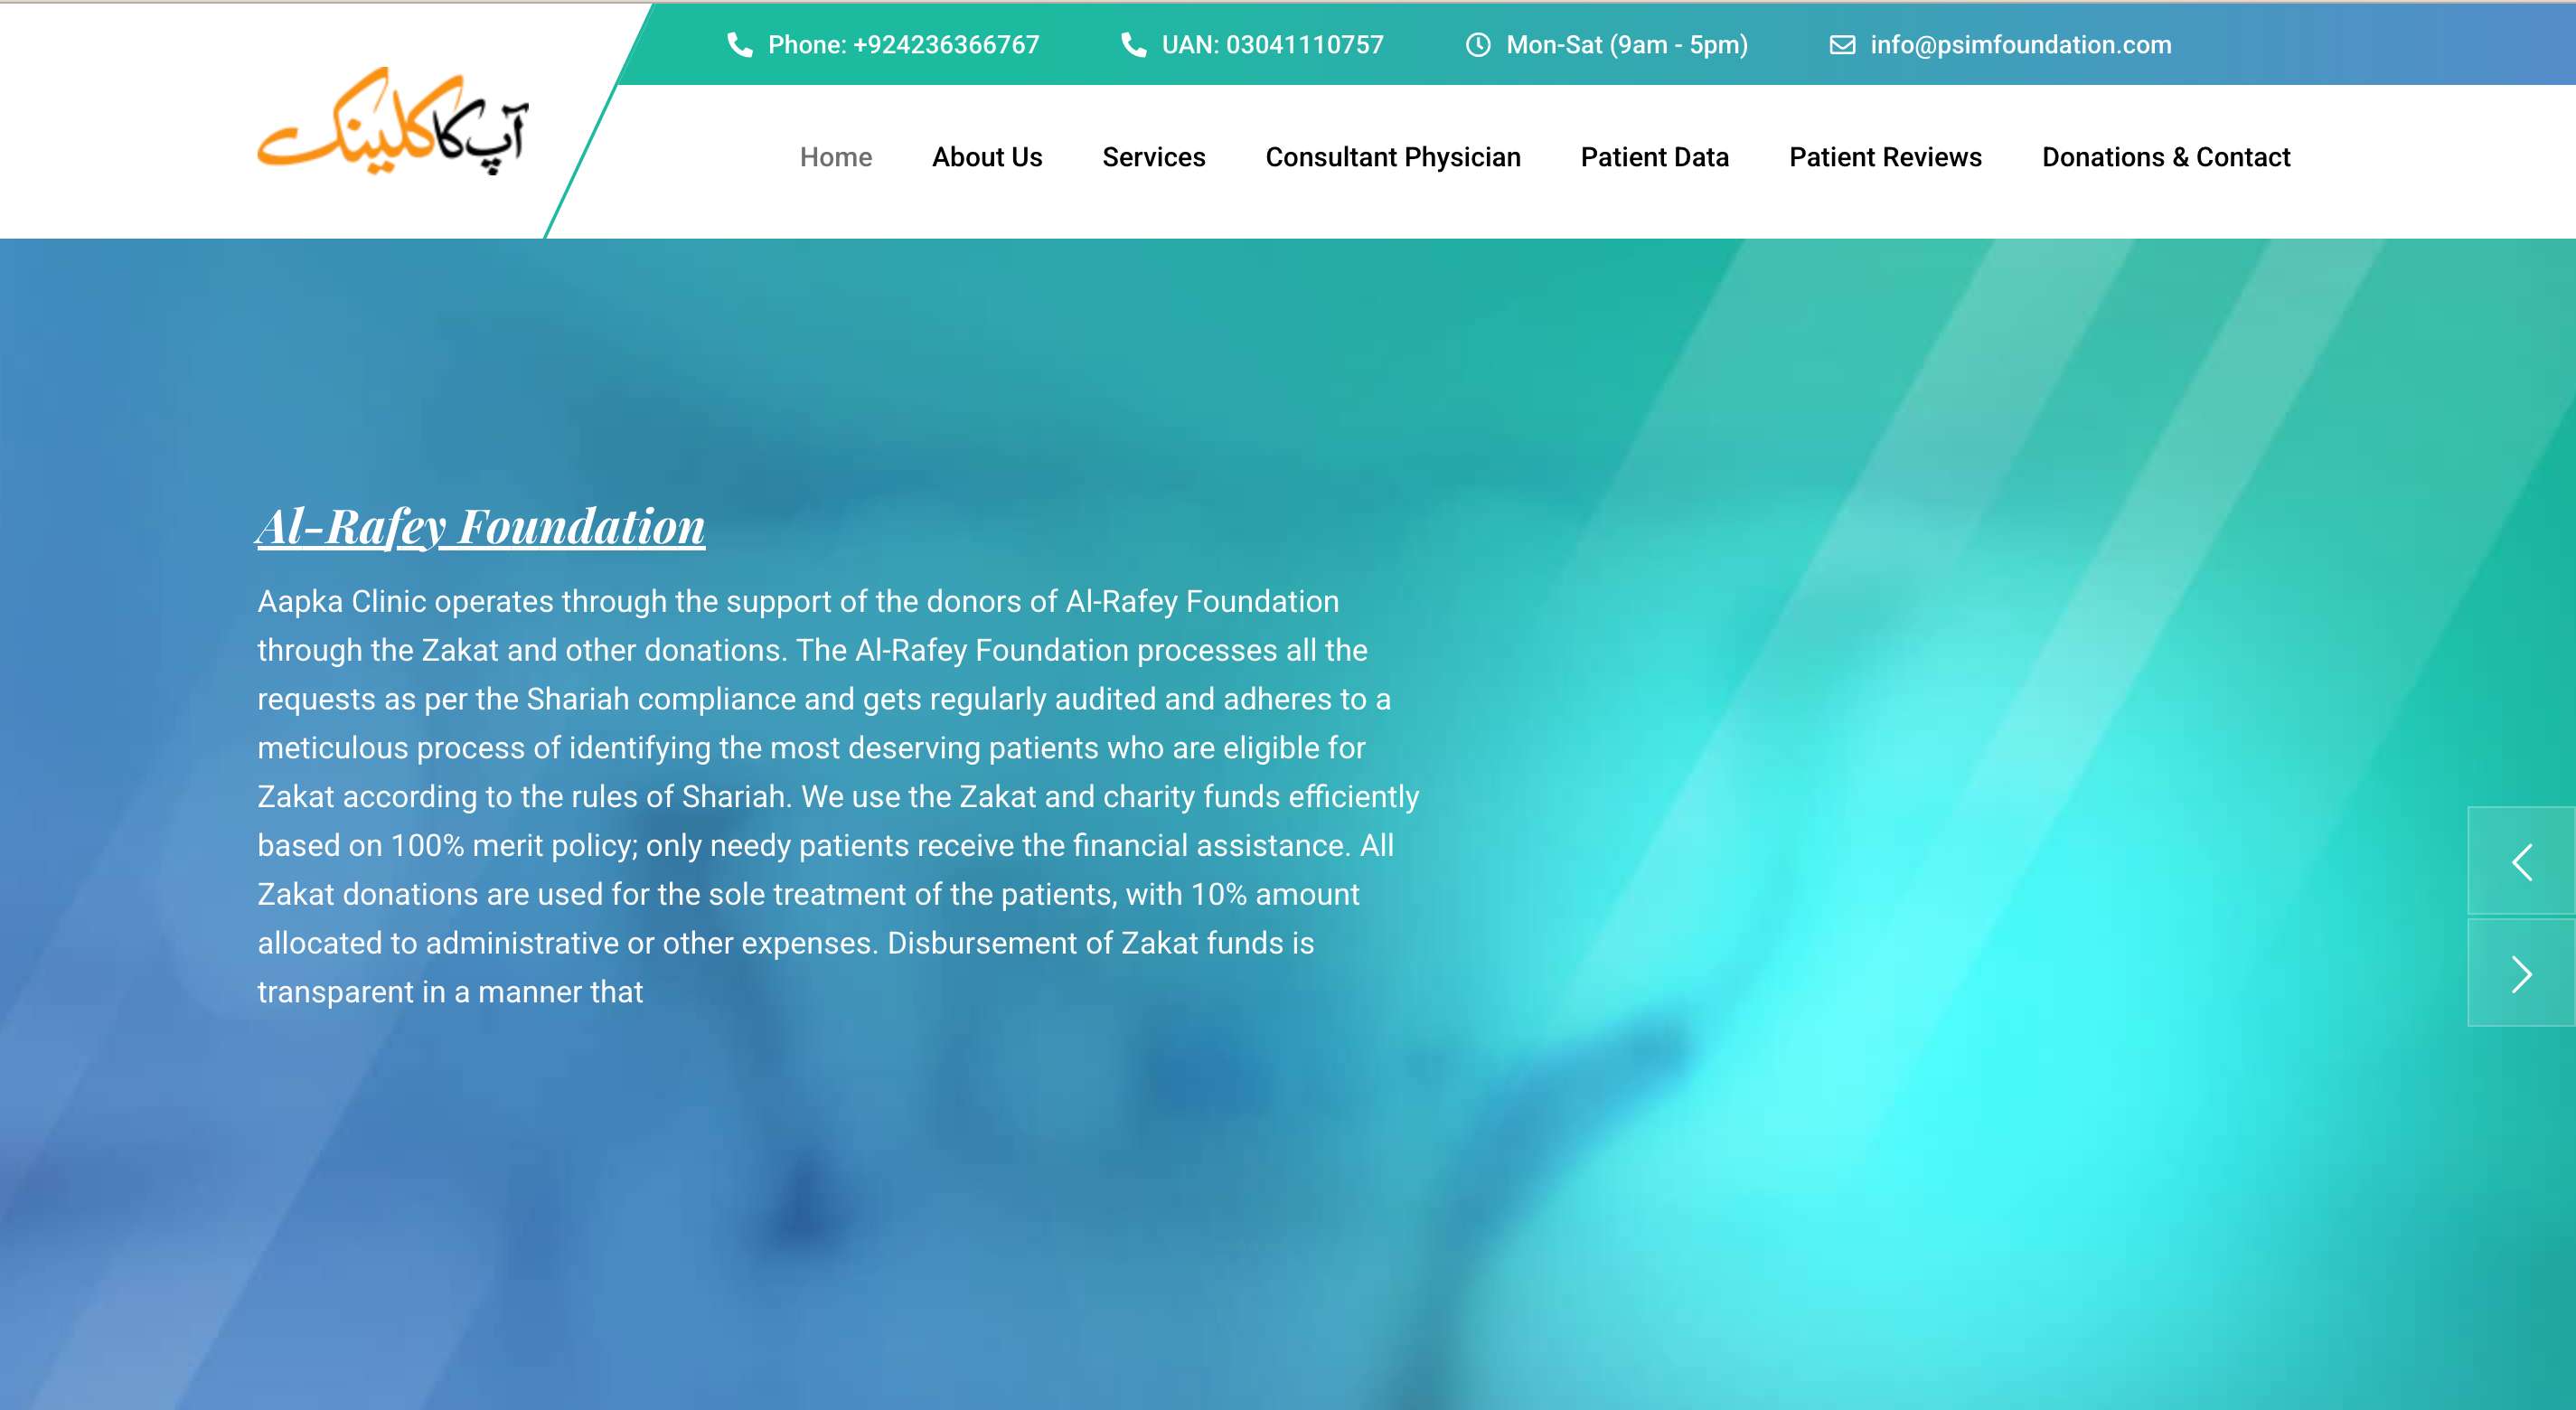 Phone: +924236366767 UAN: 03041110757 Mon-Sat (9am - 5pm) info@psimfoundation.com
آپ کا کلینک
Home About Us Services Consultant Physician Patient Data Patient Reviews Donations & Contact
Al-Rafey Foundation
Aapka Clinic operates through the support of the donors of Al-Rafey Foundation
through the Zakat and other donations. The Al-Rafey Foundation processes all the
requests as per the Shariah compliance and gets regularly audited and adheres to a
meticulous process of identifying the most deserving patients who are eligible for
Zakat according to the rules of Shariah. We use the Zakat and charity funds efficiently
based on 100% merit policy; only needy patients receive the financial assistance. All
Zakat donations are used for the sole treatment of the patients, with 10% amount
allocated to administrative or other expenses. Disbursement of Zakat funds is
transparent in a manner that